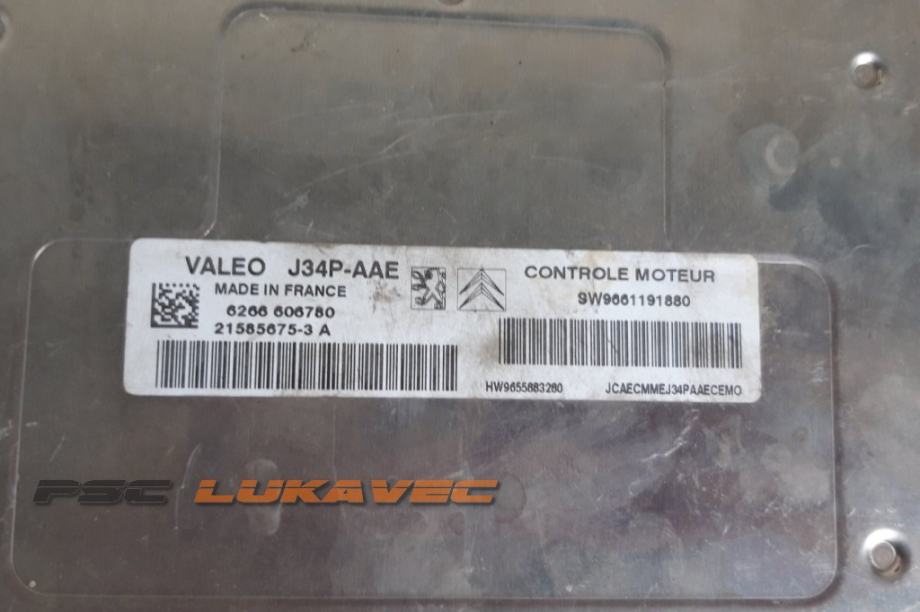 VALEO J34P-AAE
MADE IN FRANCE
6266 606780
21585675-3 A
CONTROLE MOTEUR
SW9661191880
HW9655883280
JCAECMMEJ34PAAECEMO
PSC LUKAVEC